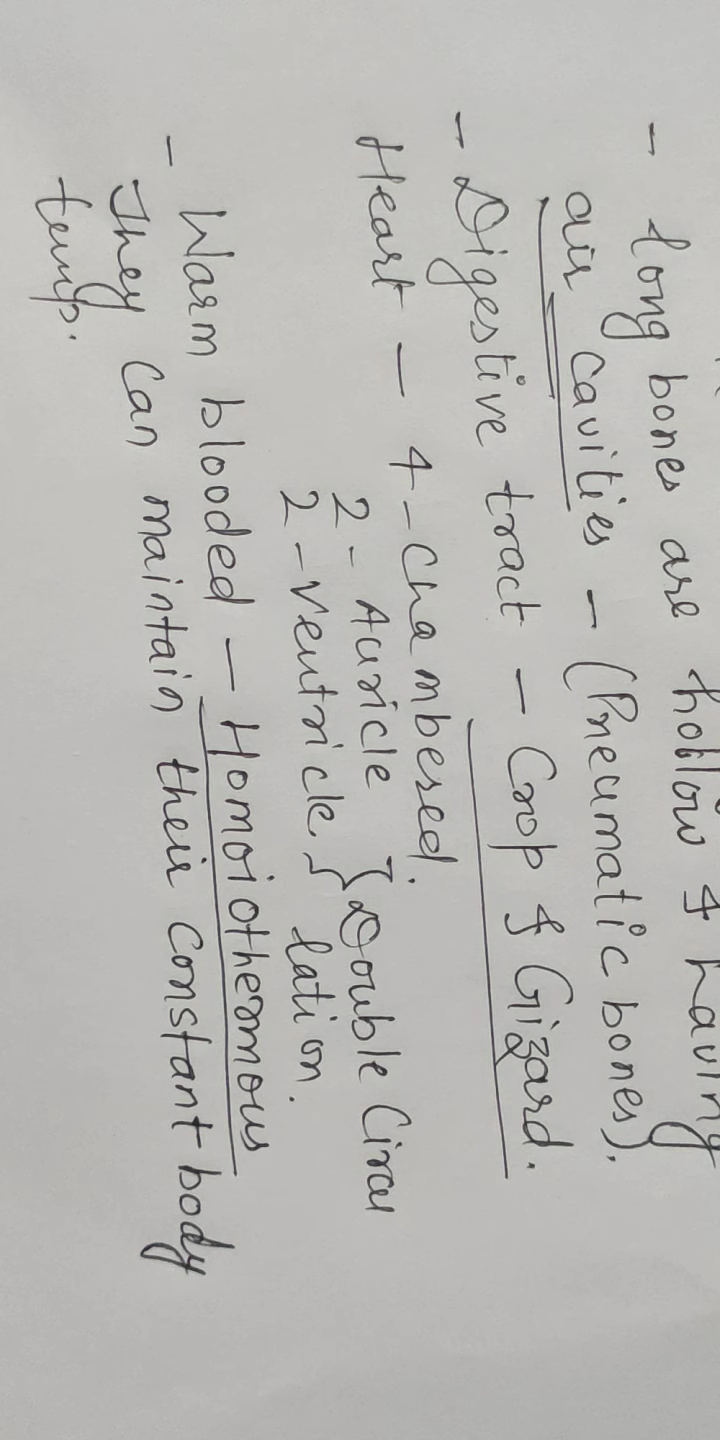 - long bones are hollow & having
air cavities - (Pneumatic bones).
- Digestive tract - Crop & Gizard.
Heart - 4 - Chambered.
2 - Auricle } Double Circu
2 - Ventricle } lation.
- Warm blooded - Homoiothermous
They can maintain their constant body
temp.